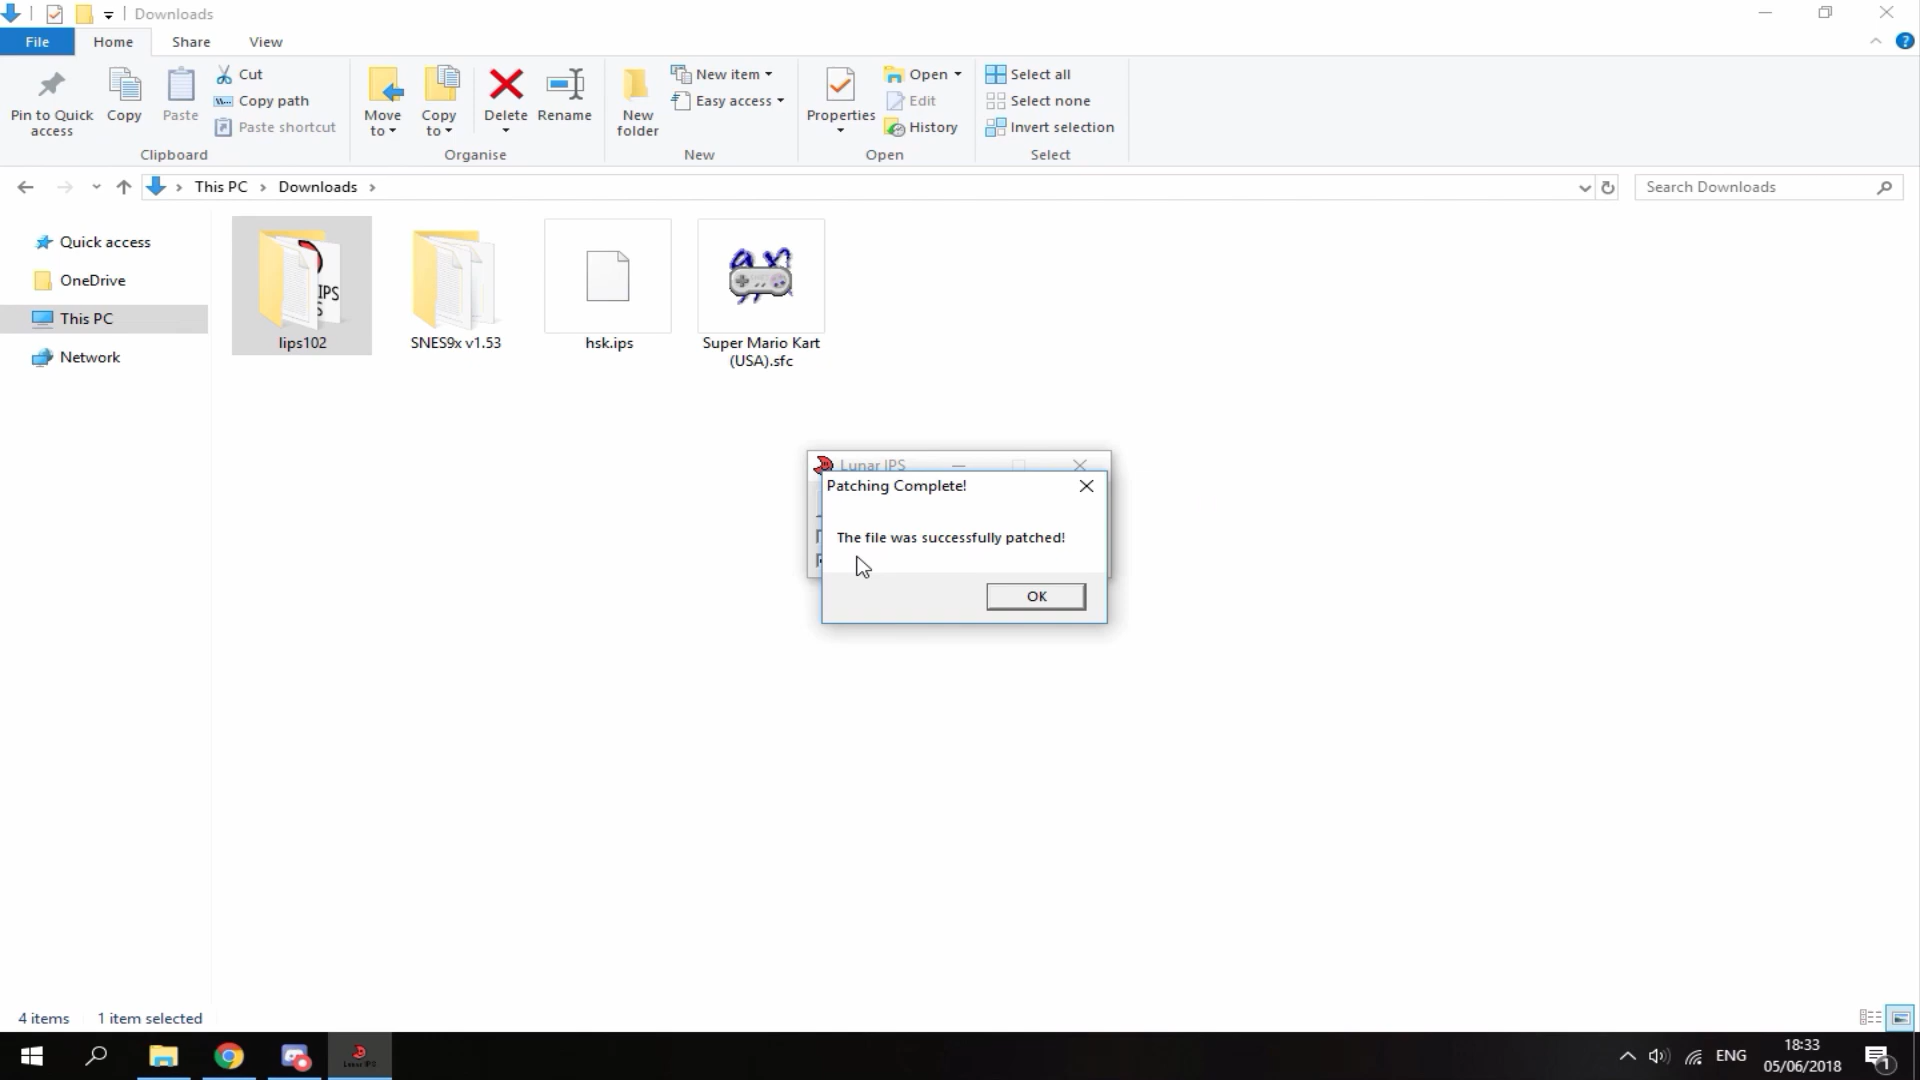 Downloads
File
Home
Share
View
Pin to Quick
access
Copy
Paste
Cut
Copy path
Paste shortcut
Clipboard
Move
to
Copy
to
Delete
Rename
Organise
New
folder
New item
Easy access
New
Properties
Open
Edit
History
Open
Select all
Select none
Invert selection
Select
This PC
Downloads
Search Downloads
Quick access
OneDrive
This PC
Network
lips102
SNES9x v1.53
hsk.ips
Super Mario Kart
(USA).sfc
IPS
S
Lunar IPS
Patching Complete!
The file was successfully patched!
OK
4 items
1 item selected
ENG
18:33
05/06/2018
1